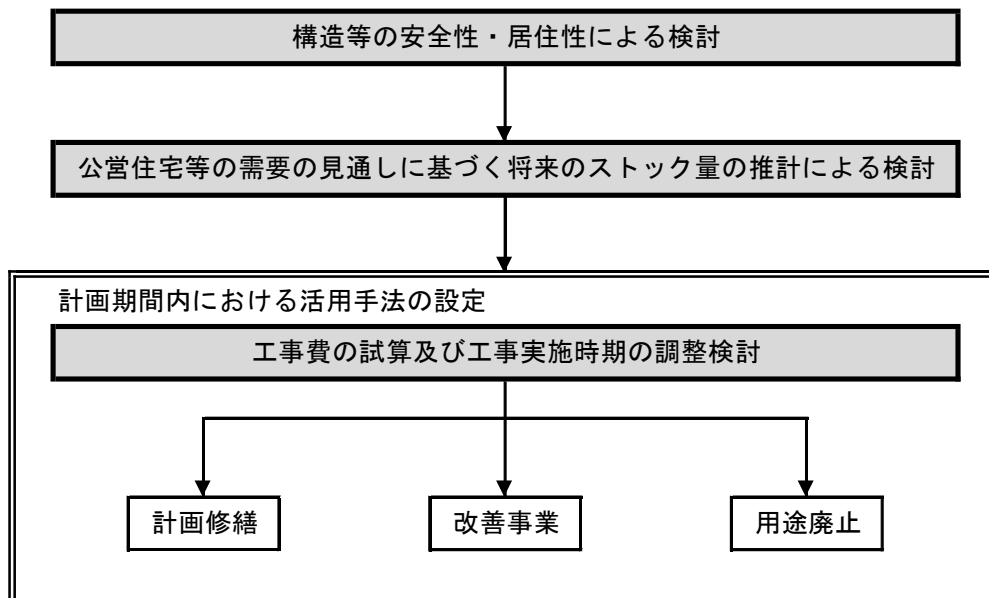 構造等の安全性・居住性による検討
公営住宅等の需要の見通しに基づく将来のストック量の推計による検討
計画期間内における活用手法の設定
工事費の試算及び工事実施時期の調整検討
計画修繕
改善事業
用途廃止